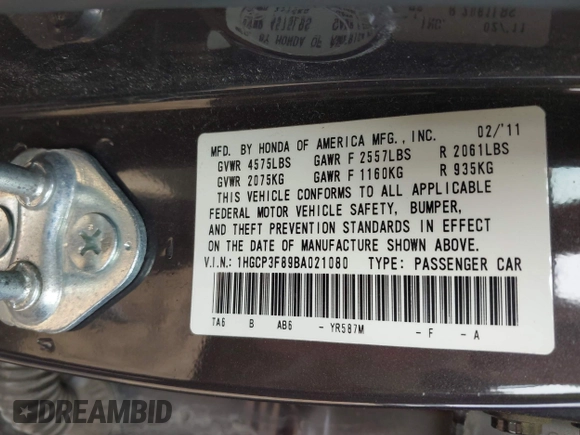 MFD. BY HONDA OF AMERICA MFG., INC. 02/'11
GVWR 4575LBS GAWR F 2557LBS R 2061LBS
GVWR 2075KG GAWR F 1160KG R 935KG
THIS VEHICLE CONFORMS TO ALL APPLICABLE
FEDERAL MOTOR VEHICLE SAFETY, BUMPER,
AND THEFT PREVENTION STANDARDS IN EFFECT
ON THE DATE OF MANUFACTURE SHOWN ABOVE.
V.I.N.: 1HGCP3F89BA021080 TYPE: PASSENGER CAR
TA6 B AB6 -YR587M -F -A
DREAMBID